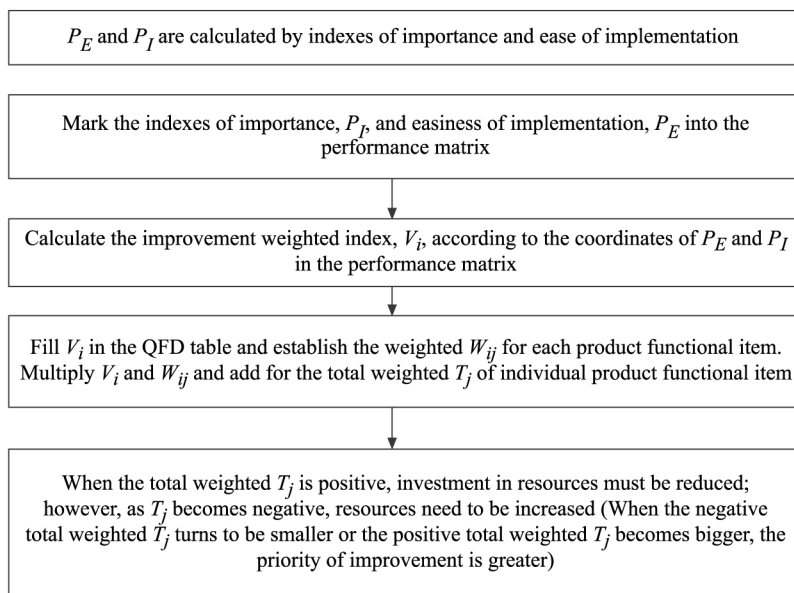 P_E and P_I are calculated by indexes of importance and ease of implementation
Mark the indexes of importance, P_I, and easiness of implementation, P_E into the
performance matrix
Calculate the improvement weighted index, V_i, according to the coordinates of P_E and P_I
in the performance matrix
Fill V_i in the QFD table and establish the weighted W_ij for each product functional item.
Multiply V_i and W_ij and add for the total weighted T_j of individual product functional item
When the total weighted T_j is positive, investment in resources must be reduced;
however, as T_j becomes negative, resources need to be increased (When the negative
total weighted T_j turns to be smaller or the positive total weighted T_j becomes bigger, the
priority of improvement is greater)